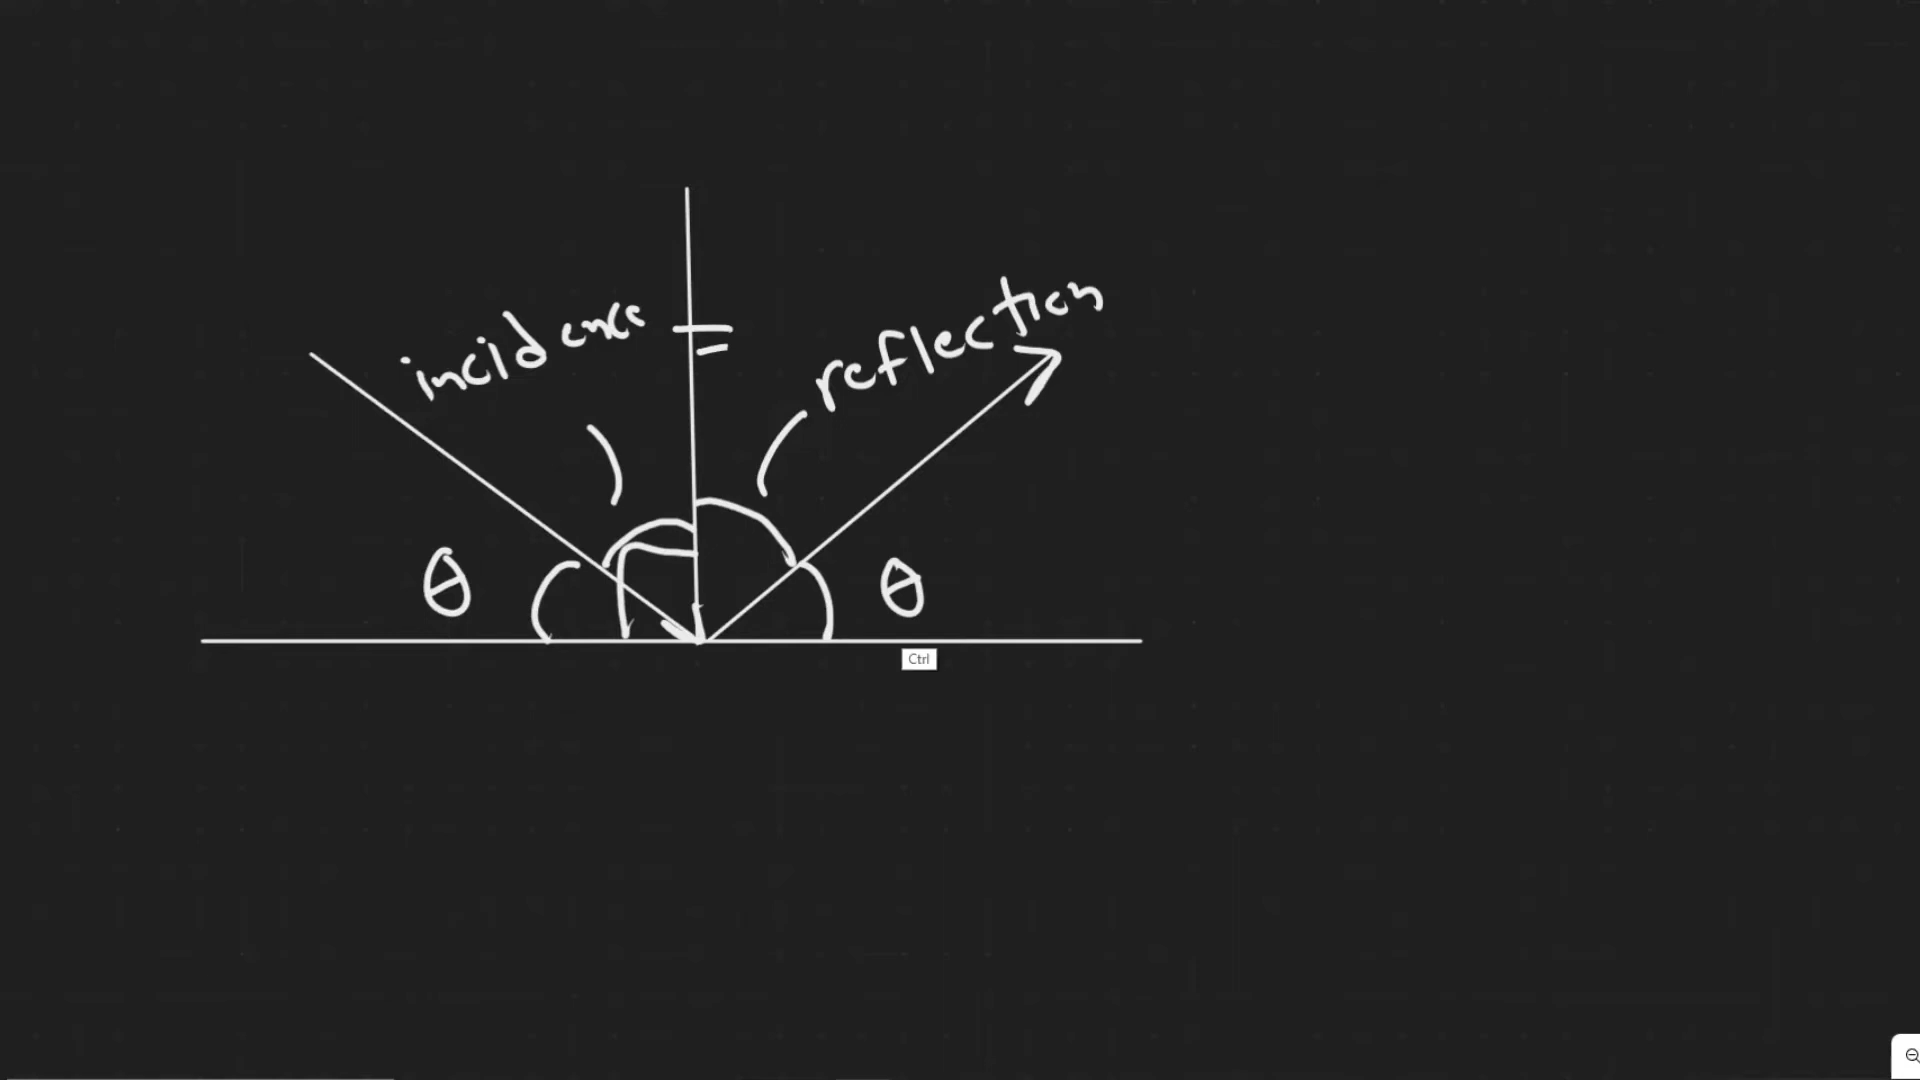 incidence
reflection
θ
θ
Ctrl